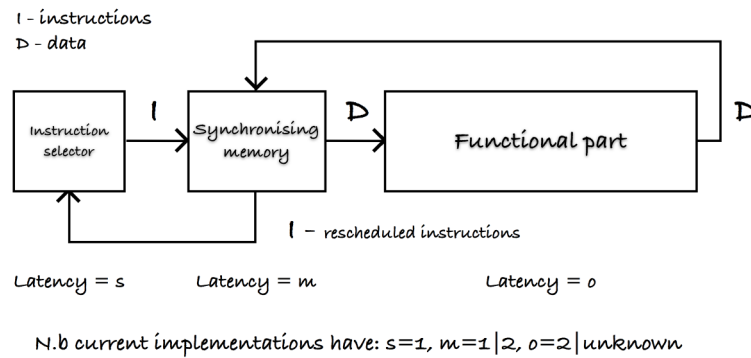 I - instructions
D - data
I
D
D
Instruction
selector
Synchronising
memory
Functional part
I - rescheduled instructions
Latency = s
Latency = m
Latency = o
N.b current implementations have: s=1, m=1|2, o=2|unknown